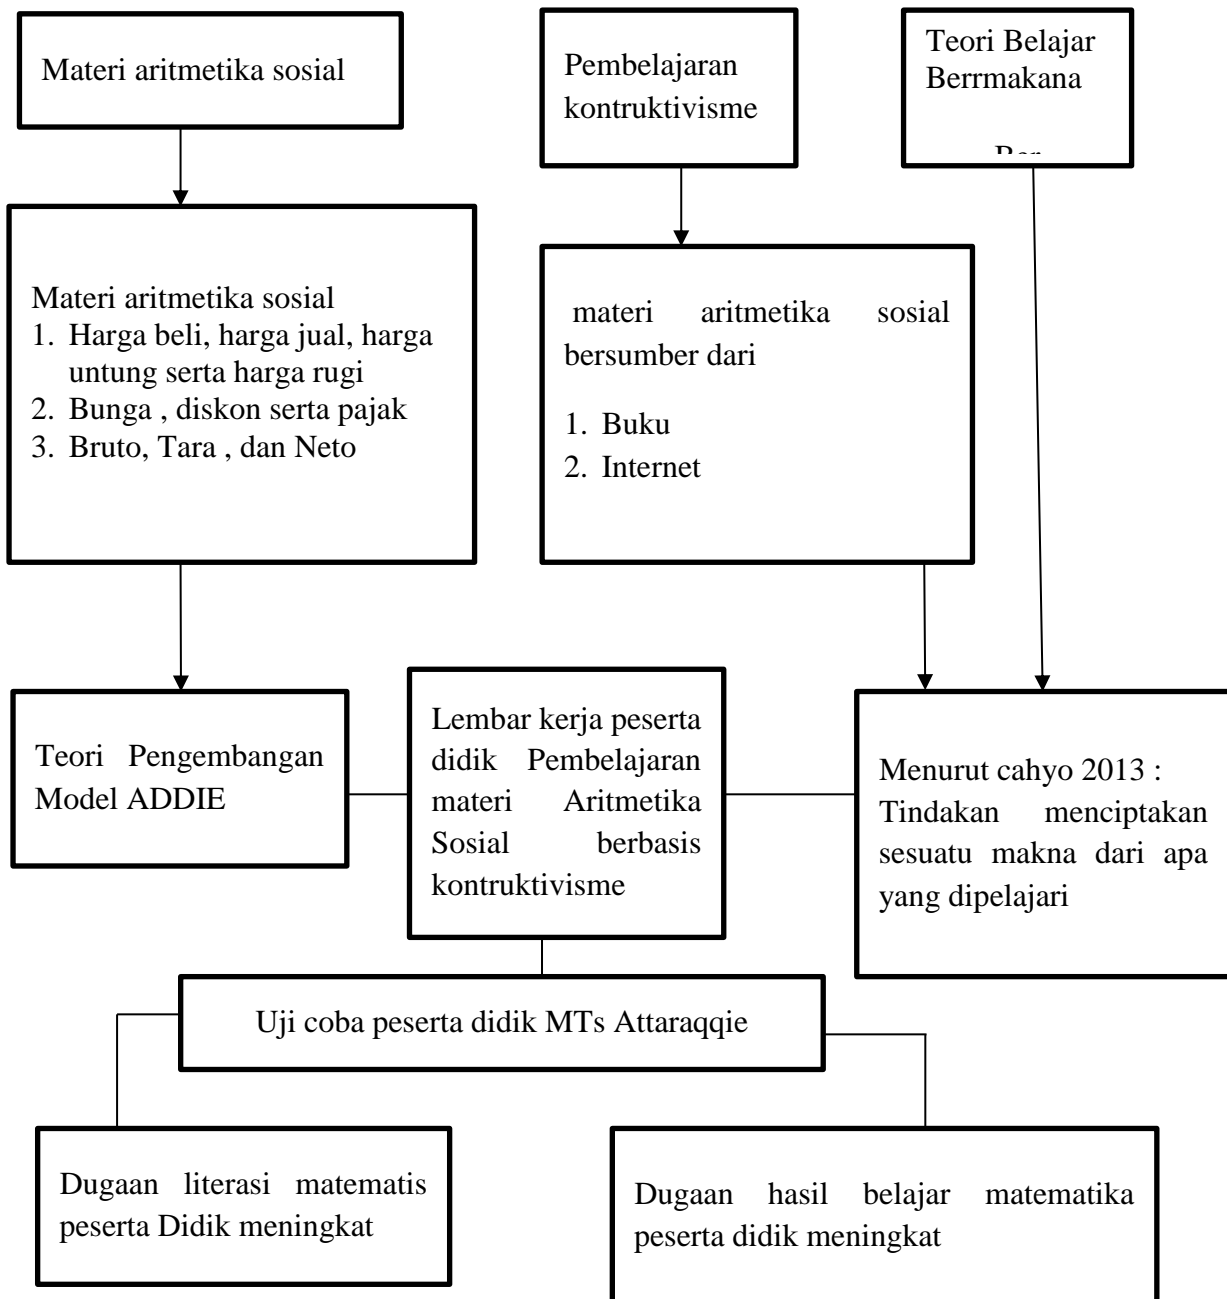 Materi aritmetika sosial
Pembelajaran
kontruktivisme
Teori Belajar
Berrmakana
Materi aritmetika sosial
1. Harga beli, harga jual, harga
untung serta harga rugi
2. Bunga , diskon serta pajak
3. Bruto, Tara , dan Neto
materi aritmetika sosial
bersumber dari
1. Buku
2. Internet
Teori Pengembangan
Model ADDIE
Lembar kerja peserta
didik Pembelajaran
materi Aritmetika
Sosial berbasis
kontruktivisme
Menurut cahyo 2013 :
Tindakan menciptakan
sesuatu makna dari apa
yang dipelajari
Uji coba peserta didik MTs Attaraqqie
Dugaan literasi matematis
peserta Didik meningkat
Dugaan hasil belajar matematika
peserta didik meningkat